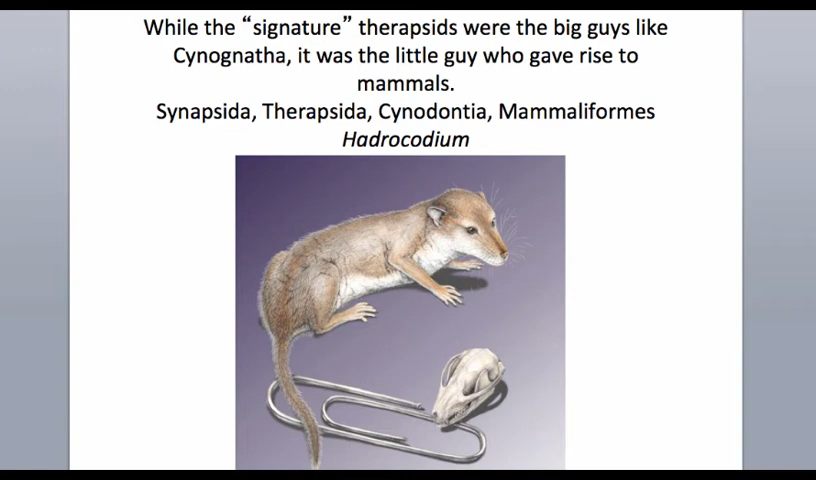 While the “signature” therapsids were the big guys like
Cynognatha, it was the little guy who gave rise to
mammals.
Synapsida, Therapsida, Cynodontia, Mammaliformes
Hadrocodium